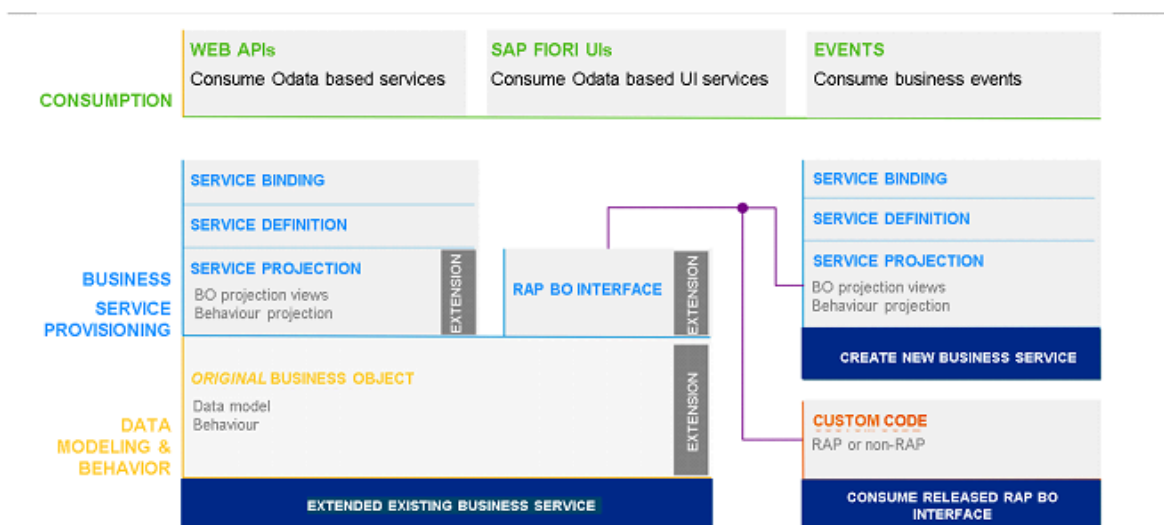 WEB APIs
Consume Odata based services
SAP FIORI UIs
Consume Odata based UI services
EVENTS
Consume business events
CONSUMPTION
SERVICE BINDING
SERVICE DEFINITION
SERVICE PROJECTION
BO projection views
Behaviour projection
EXTENSION
RAP BO INTERFACE
EXTENSION
BUSINESS
SERVICE
PROVISIONING
SERVICE BINDING
SERVICE DEFINITION
SERVICE PROJECTION
BO projection views
Behaviour projection
CREATE NEW BUSINESS SERVICE
ORIGINAL BUSINESS OBJECT
Data model
Behaviour
EXTENSION
DATA
MODELING &
BEHAVIOR
EXTENDED EXISTING BUSINESS SERVICE
CUSTOM CODE
RAP or non-RAP
CONSUME RELEASED RAP BO
INTERFACE